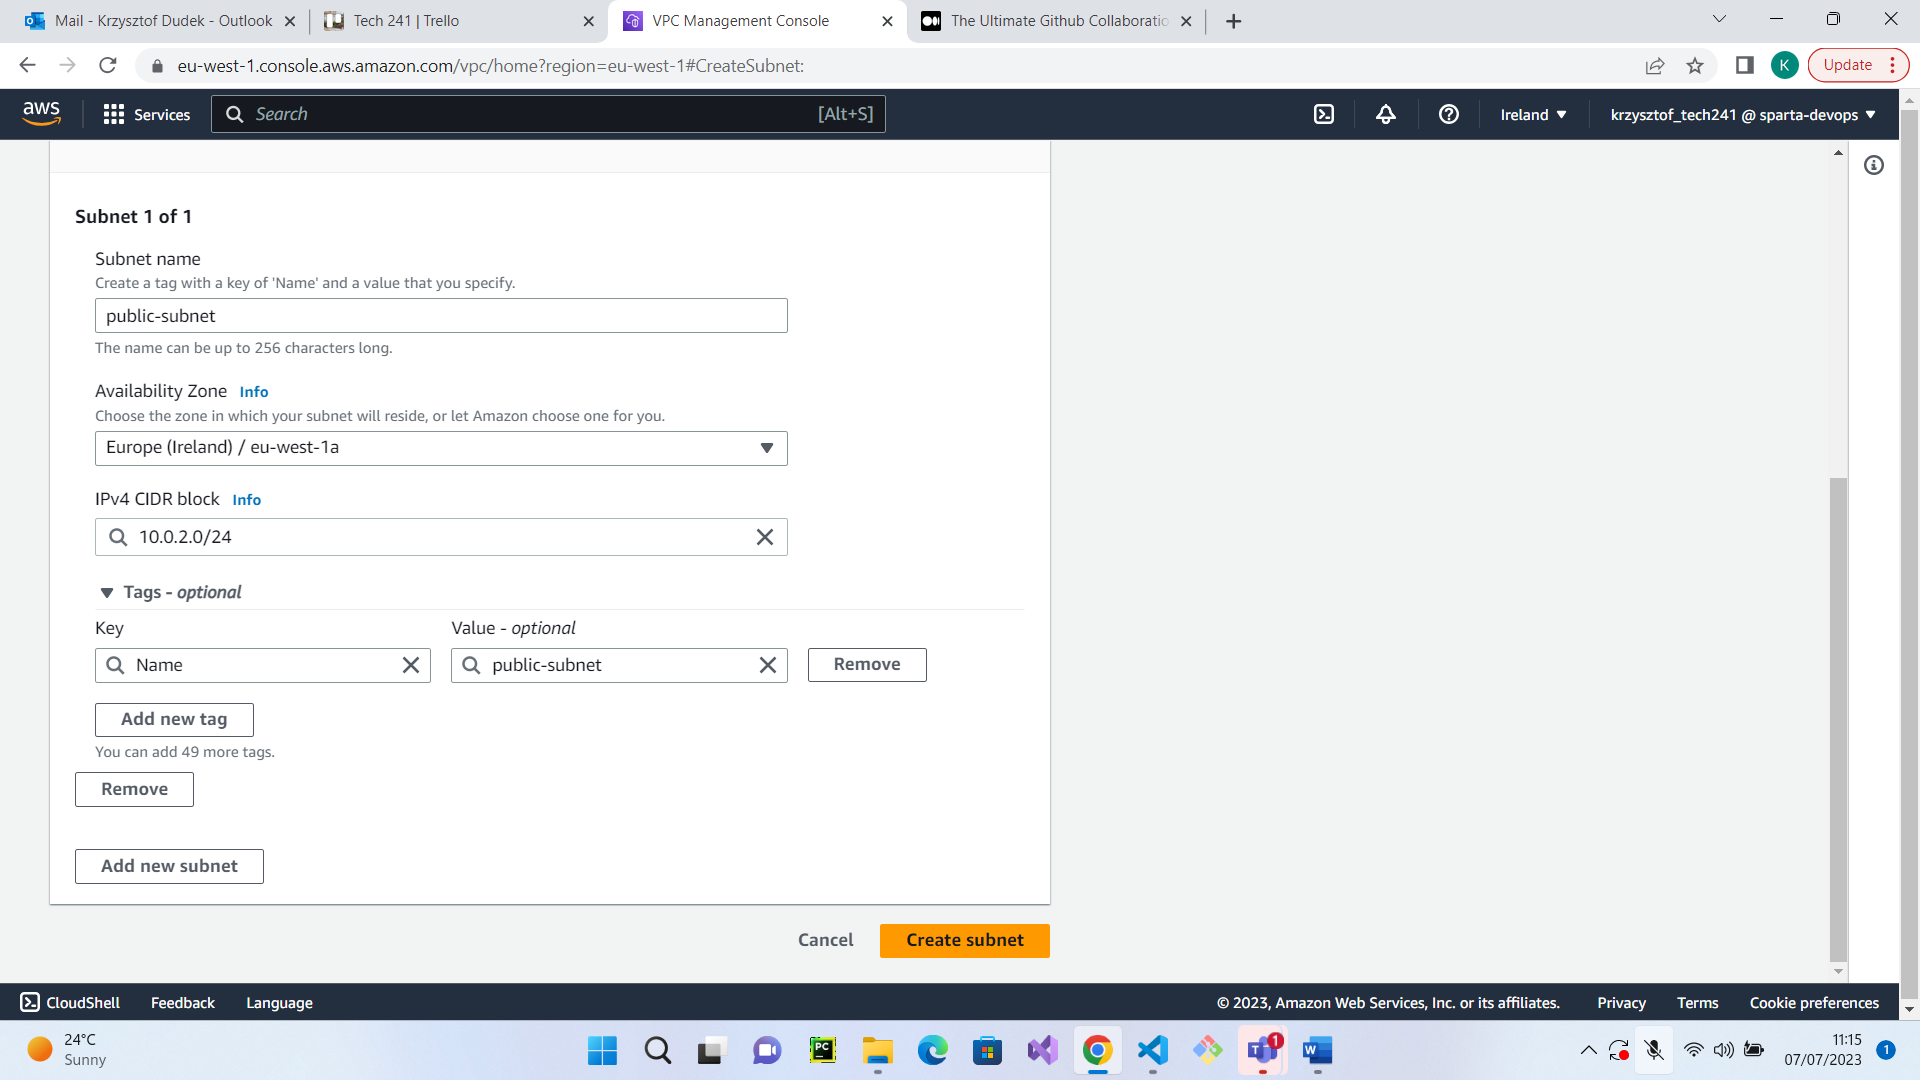 Mail - Krzysztof Dudek - Outlook
Tech 241 | Trello
VPC Management Console
The Ultimate Github Collaboratio
eu-west-1.console.aws.amazon.com/vpc/home?region=eu-west-1#CreateSubnet:
K
Update
aws
Services
Search
[Alt+S]
Ireland
krzysztof_tech241 @ sparta-devops
Subnet 1 of 1
Subnet name
Create a tag with a key of 'Name' and a value that you specify.
public-subnet
The name can be up to 256 characters long.
Availability Zone Info
Choose the zone in which your subnet will reside, or let Amazon choose one for you.
Europe (Ireland) / eu-west-1a
IPv4 CIDR block Info
10.0.2.0/24
Tags - optional
Key
Value - optional
Name
public-subnet
Remove
Add new tag
You can add 49 more tags.
Remove
Add new subnet
Cancel
Create subnet
CloudShell
Feedback
Language
© 2023, Amazon Web Services, Inc. or its affiliates.
Privacy
Terms
Cookie preferences
24°C
Sunny
PC
T
1
W
11:15
07/07/2023
1